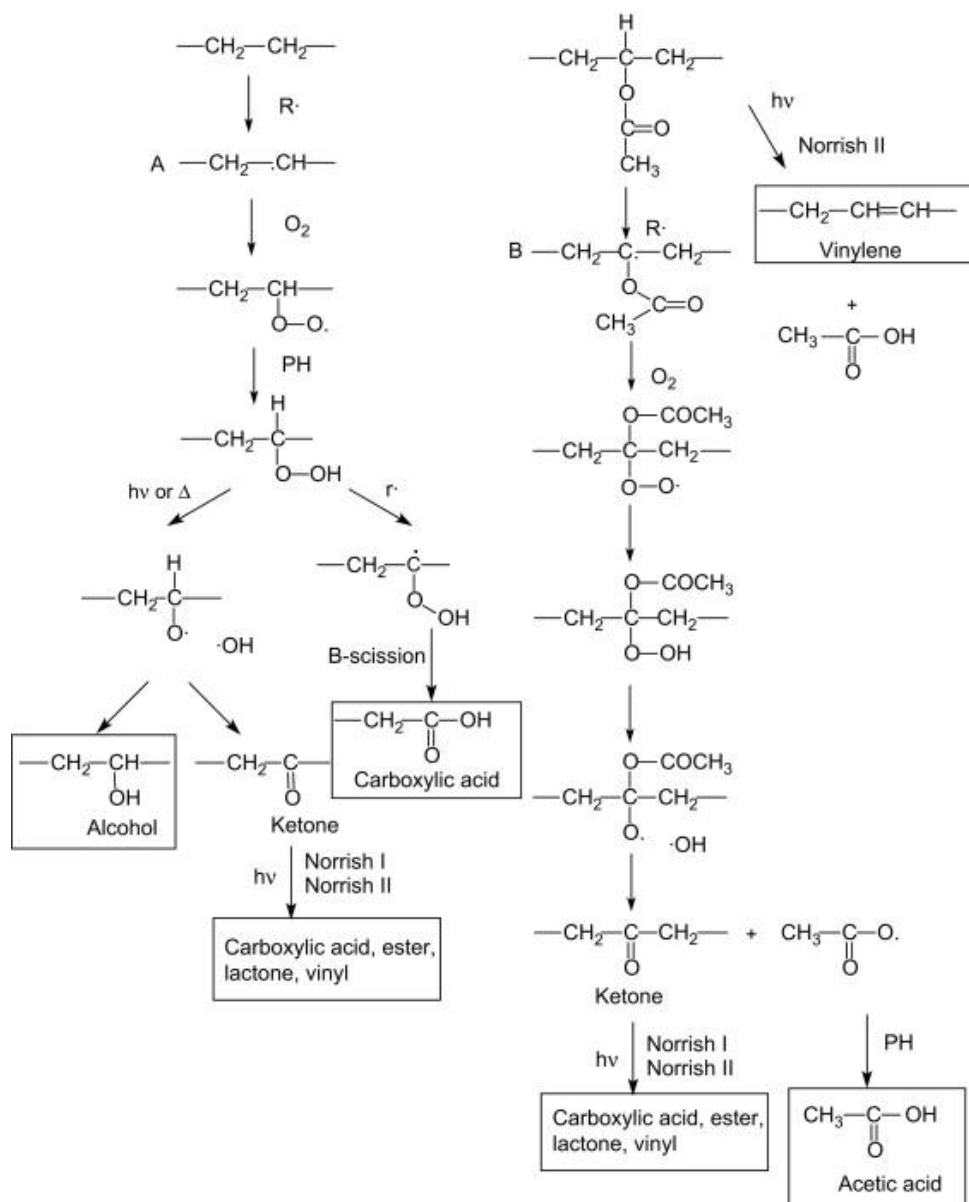 —CH2—CH2—
R·
A —CH2—·CH—
O2
—CH2—CH—
O—O.
PH
H
—CH2—C—
O—OH
hν or Δ
r·
H
—CH2—C—
O·
·OH
—CH2—C·—
O—OH
B-scission
—CH2—CH—
OH
Alcohol
—CH2—C—
O
Ketone
—CH2—C—OH
O
Carboxylic acid
hν
Norrish I
Norrish II
Carboxylic acid, ester,
lactone, vinyl
H
—CH2—C—CH2—
O
C=O
CH3
hν
Norrish II
—CH2—CH=CH—
Vinylene
+
CH3—C—OH
O
R·
B —CH2—C·—CH2—
O
C=O
CH3
O2
O—COCH3
—CH2—C—CH2—
O—O·
O—COCH3
—CH2—C—CH2—
O—OH
O—COCH3
—CH2—C—CH2—
O.
·OH
—CH2—C—CH2— + CH3—C—O.
O
O
Ketone
hν
Norrish I
Norrish II
PH
Carboxylic acid, ester,
lactone, vinyl
CH3—C—OH
O
Acetic acid